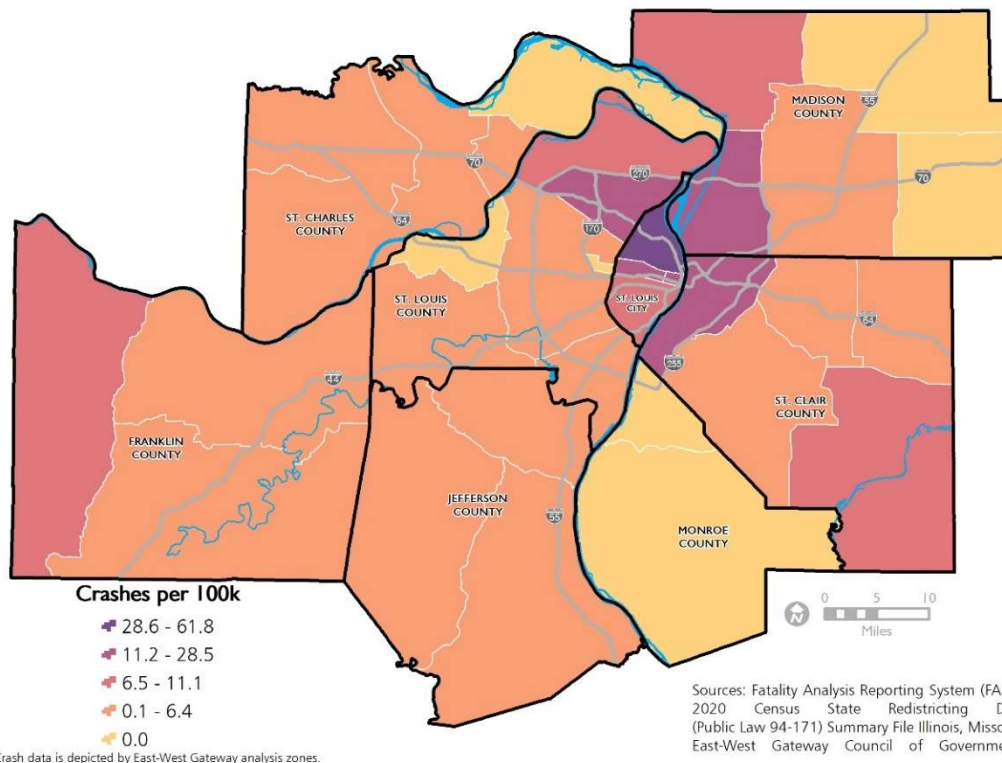 MADISON
COUNTY
55
70
270
70
ST. CHARLES
COUNTY
64
170
ST. LOUIS
COUNTY
ST. LOUIS
CITY
64
255
44
ST. CLAIR
COUNTY
FRANKLIN
COUNTY
JEFFERSON
COUNTY
55
MONROE
COUNTY
Crashes per 100k
28.6 - 61.8
11.2 - 28.5
6.5 - 11.1
0.1 - 6.4
0.0
N
0 5 10
Miles
Sources: Fatality Analysis Reporting System (FA
2020 Census State Redistricting D
(Public Law 94-171) Summary File Illinois, Misso
East-West Gateway Council of Governme
Crash data is depicted by East-West Gateway analysis zones.